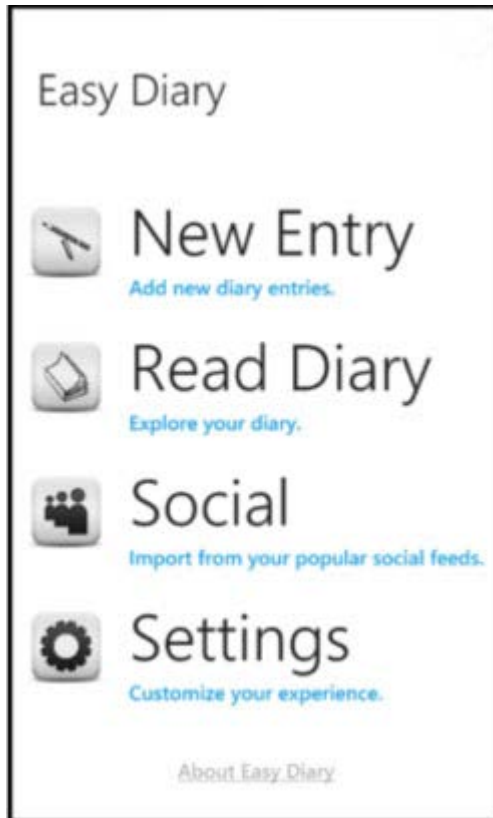 Easy Diary
New Entry
Add new diary entries.
Read Diary
Explore your diary.
Social
Import from your popular social feeds.
Settings
Customize your experience.
About Easy Diary